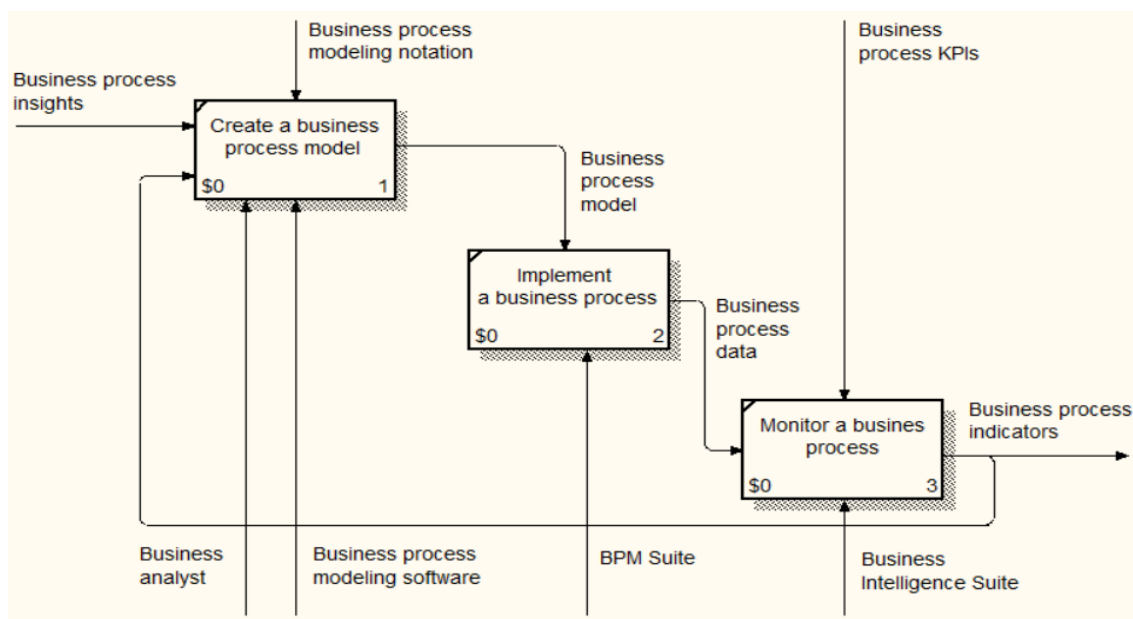 Business process
modeling notation
Business
process KPIs
Business process
insights
Create a business
process model
$0 1
Business
process
model
Implement
a business process
$0 2
Business
process
data
Monitor a busines
process
$0 3
Business process
indicators
Business
analyst
Business process
modeling software
BPM Suite
Business
Intelligence Suite